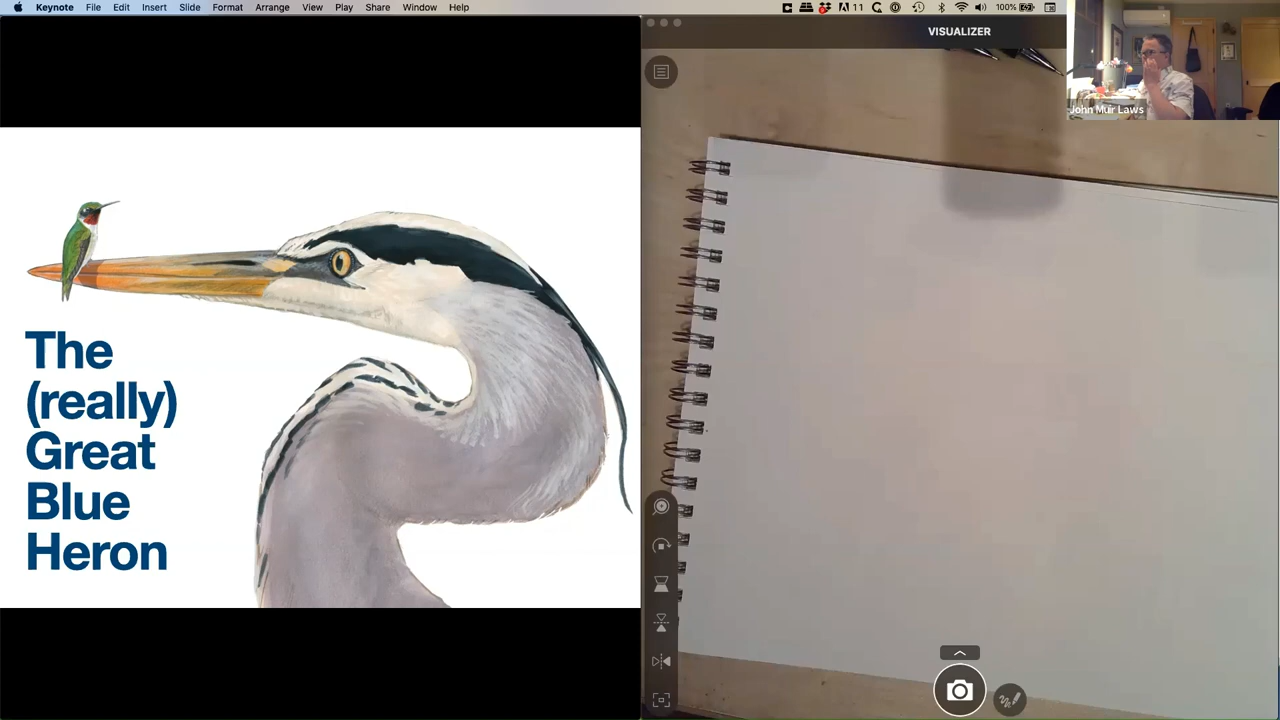 Keynote File Edit Insert Slide Format Arrange View Play Share Window Help 11 100%
VISUALIZER
John Muir Laws
The
(really)
Great
Blue
Heron